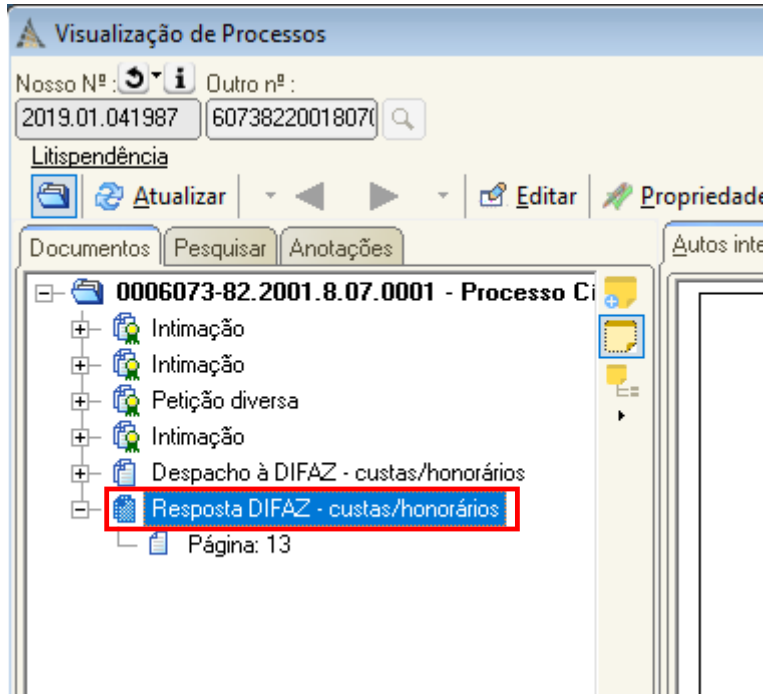 Visualização de Processos
Nosso Nº : i Outro nº :
2019.01.041987 6073822001807(
Litispendência
Atualizar Editar Propriedade
Documentos Pesquisar Anotações Autos inte
0006073-82.2001.8.07.0001 - Processo Ci
Intimação
Intimação
Petição diversa
Intimação
Despacho à DIFAZ - custas/honorários
Resposta DIFAZ - custas/honorários
Página: 13